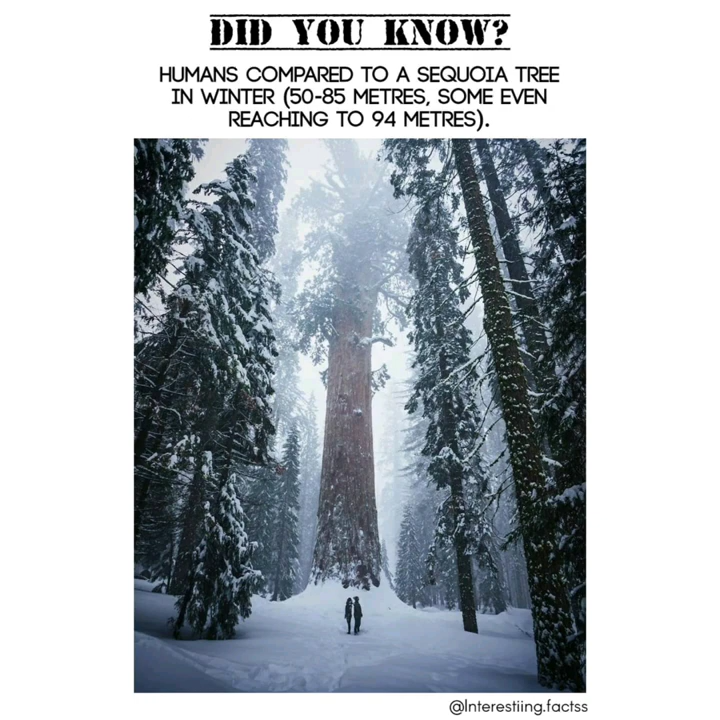 DID YOU KNOW?
HUMANS COMPARED TO A SEQUOIA TREE
IN WINTER (50-85 METRES, SOME EVEN
REACHING TO 94 METRES).
@Interestiing.factss